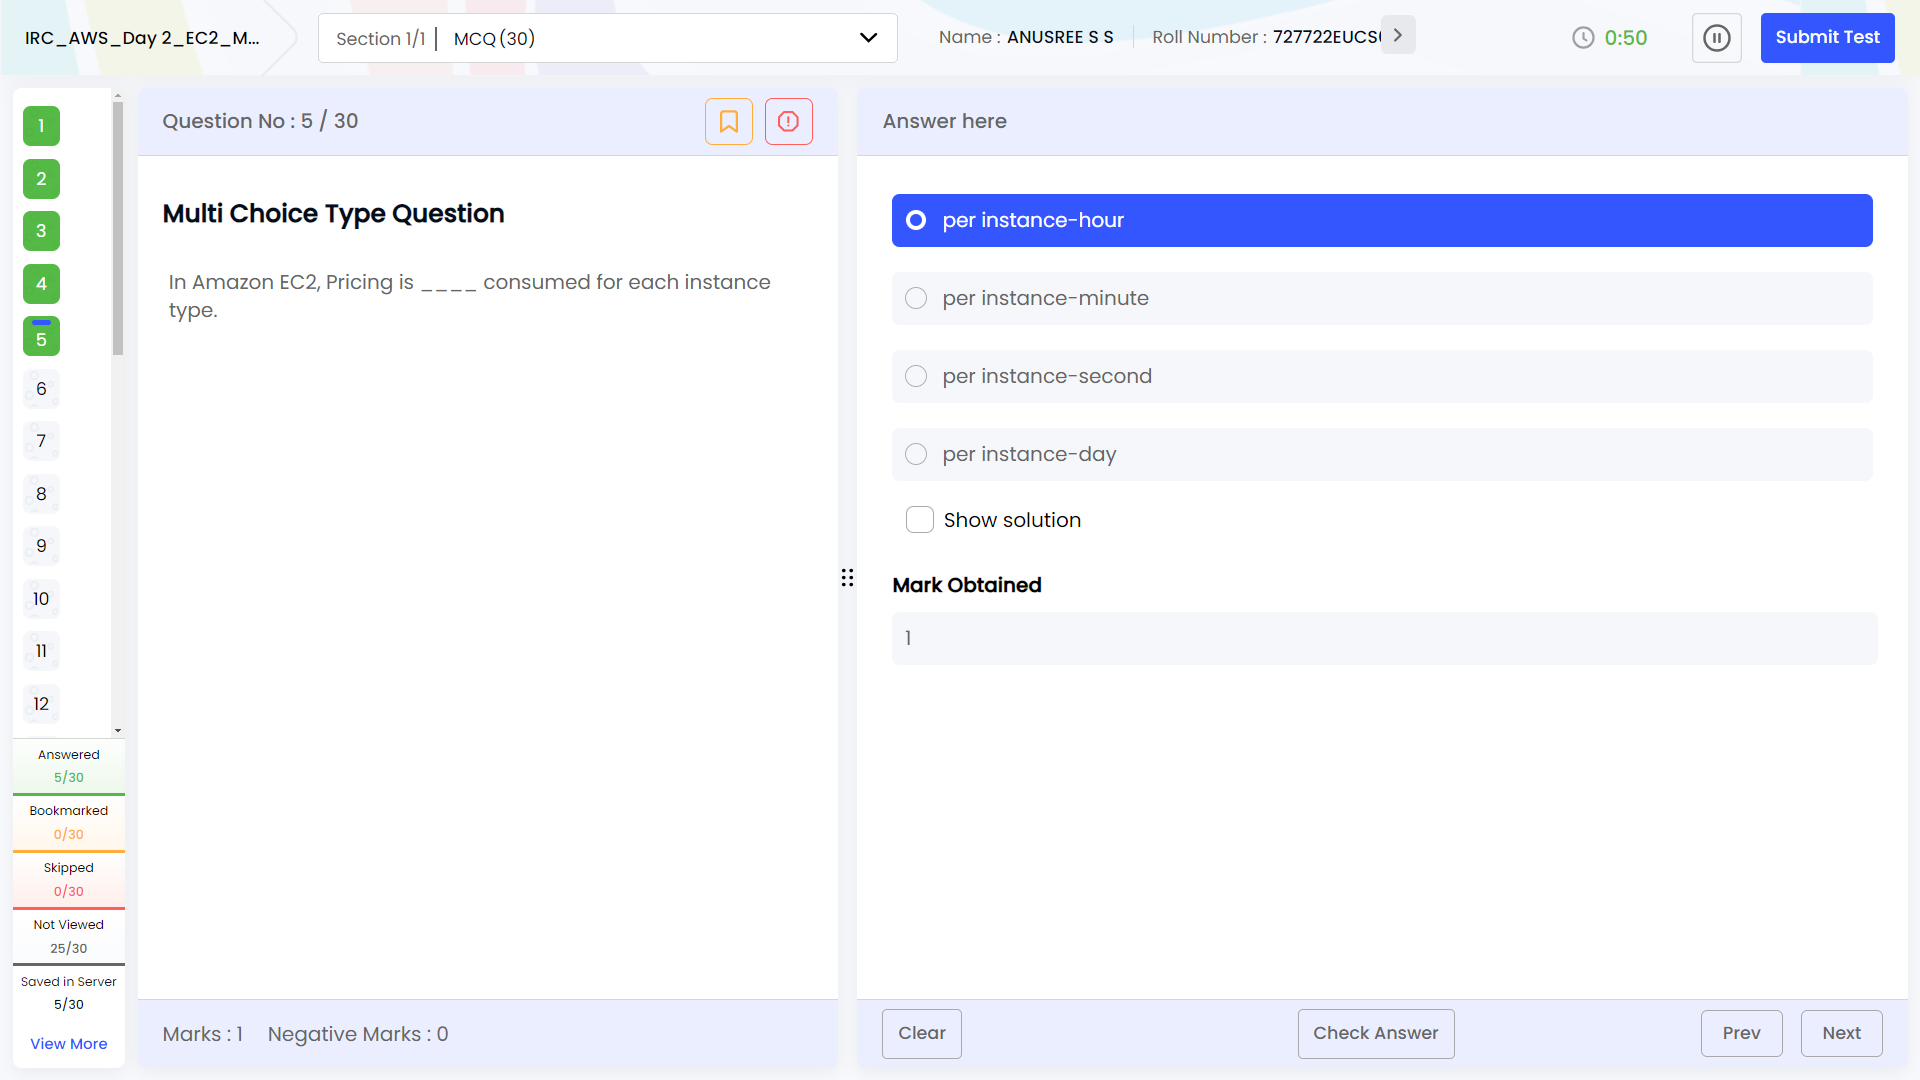 IRC_AWS_Day 2_EC2_M...
Section 1/1 | MCQ (30)
Name : ANUSREE S S
Roll Number : 727722EUCS
0:50
Submit Test
1
2
3
4
5
6
7
8
9
10
11
12
Answered
5/30
Bookmarked
0/30
Skipped
0/30
Not Viewed
25/30
Saved in Server
5/30
View More
Question No : 5 / 30
Multi Choice Type Question
In Amazon EC2, Pricing is ____ consumed for each instance
type.
Marks : 1 Negative Marks : 0
Answer here
per instance-hour
per instance-minute
per instance-second
per instance-day
Show solution
Mark Obtained
1
Clear
Check Answer
Prev
Next